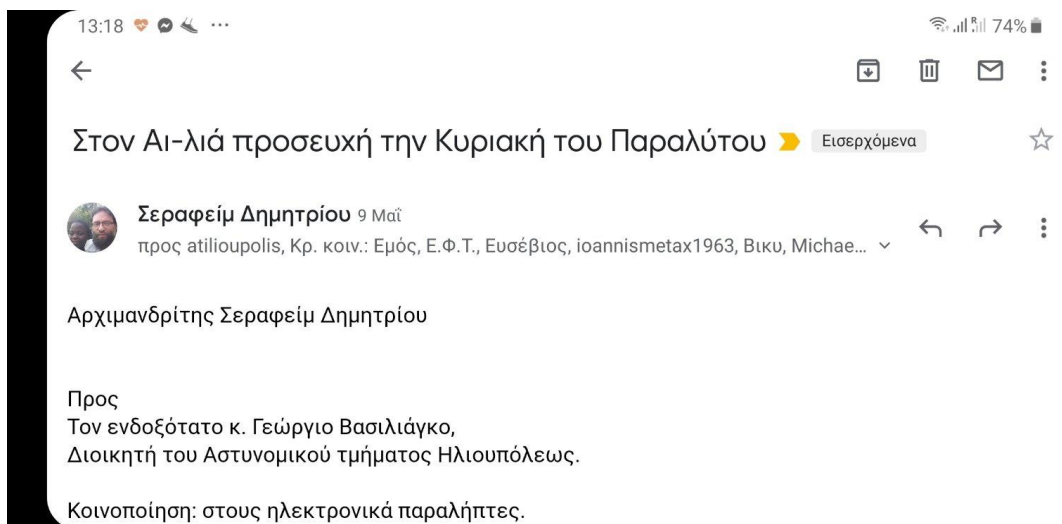 13:18
74%
Στον Αι-λιά προσευχή την Κυριακή του Παραλύτου Εισερχόμενα
Σεραφείμ Δημητρίου 9 Μαΐ
προς atilioupolis, Κρ. κοιν.: Εμός, Ε.Φ.Τ., Ευσέβιος, ioannismetax1963, Βικυ, Michae...
Αρχιμανδρίτης Σεραφείμ Δημητρίου
Προς
Τον ενδοξότατο κ. Γεώργιο Βασιλιάγκο,
Διοικητή του Αστυνομικού τμήματος Ηλιουπόλεως.
Κοινοποίηση: στους ηλεκτρονικά παραλήπτες.